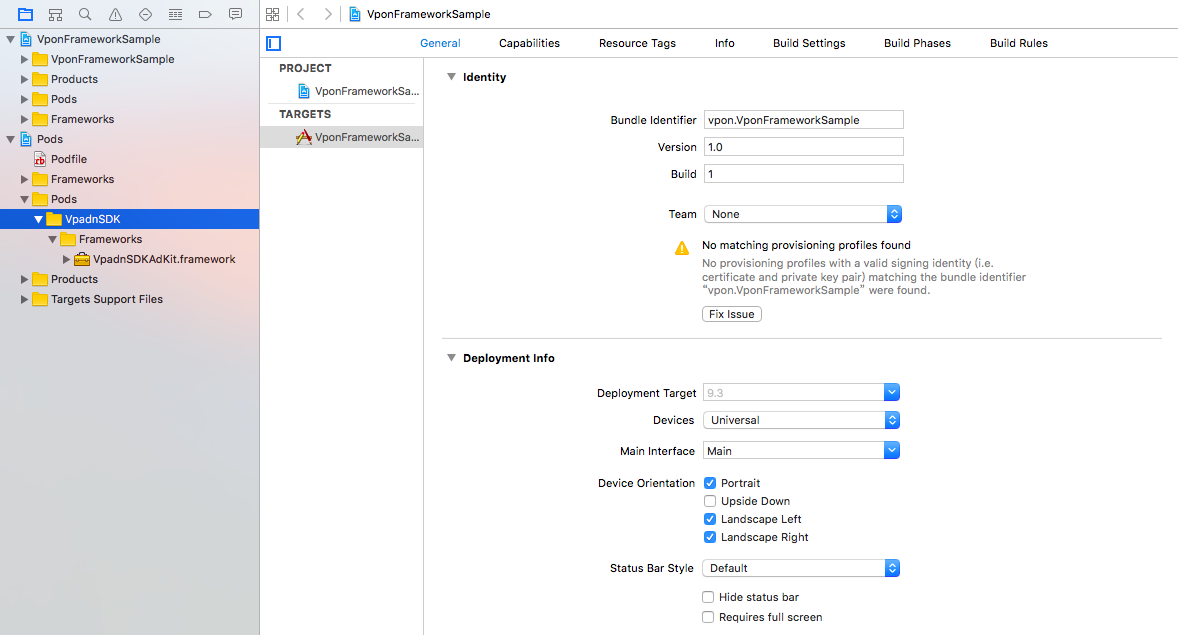 VponFrameworkSample
VponFrameworkSample
VponFrameworkSample
Products
Pods
Frameworks
Pods
Podfile
Frameworks
Pods
VpadnSDK
Frameworks
VpadnSDKAdKit.framework
Products
Targets Support Files
General Capabilities Resource Tags Info Build Settings Build Phases Build Rules
PROJECT
VponFrameworkSa...
TARGETS
VponFrameworkSa...
Identity
Bundle Identifier vpon.VponFrameworkSample
Version 1.0
Build 1
Team None
No matching provisioning profiles found
No provisioning profiles with a valid signing identity (i.e.
certificate and private key pair) matching the bundle identifier
“vpon.VponFrameworkSample” were found.
Fix Issue
Deployment Info
Deployment Target 9.3
Devices Universal
Main Interface Main
Device Orientation Portrait
Upside Down
Landscape Left
Landscape Right
Status Bar Style Default
Hide status bar
Requires full screen